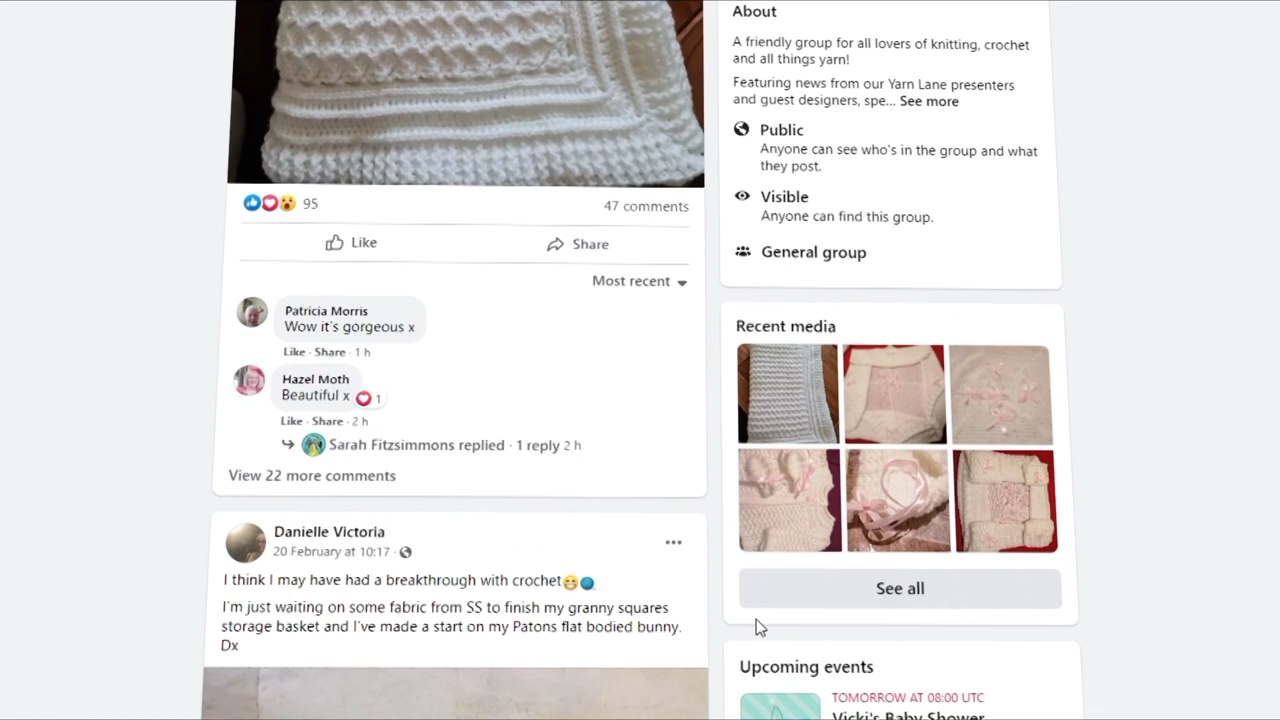 95
47 comments
Like
Share
Most recent
Patricia Morris
Wow it's gorgeous x
Like · Share · 1 h
Hazel Moth
Beautiful x
1
Like · Share · 2 h
Sarah Fitzsimmons replied · 1 reply 2 h
View 22 more comments
Danielle Victoria
20 February at 10:17 ·
I think I may have had a breakthrough with crochet😁🧶
I'm just waiting on some fabric from SS to finish my granny squares
storage basket and I've made a start on my Patons flat bodied bunny.
Dx
About
A friendly group for all lovers of knitting, crochet
and all things yarn!
Featuring news from our Yarn Lane presenters
and guest designers, spe... See more
Public
Anyone can see who's in the group and what
they post.
Visible
Anyone can find this group.
General group
Recent media
See all
Upcoming events
TOMORROW AT 08:00 UTC
Vicki's Baby Shower